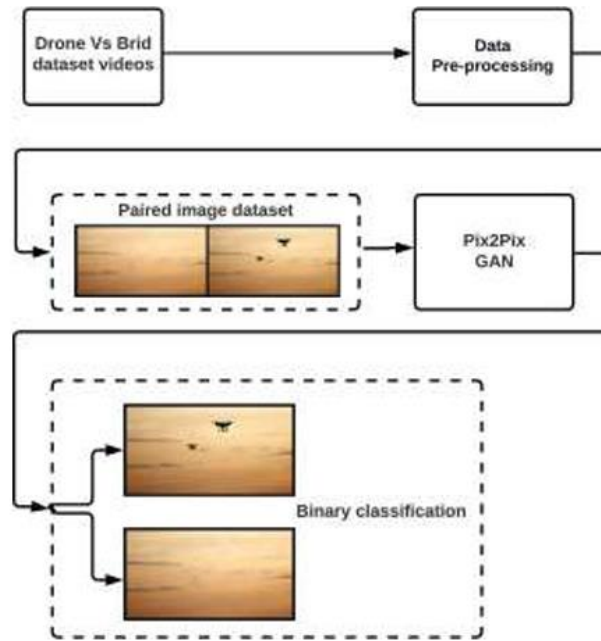 Drone Vs Brid
dataset videos
Data
Pre-processing
Paired image dataset
Pix2Pix
GAN
Binary classification